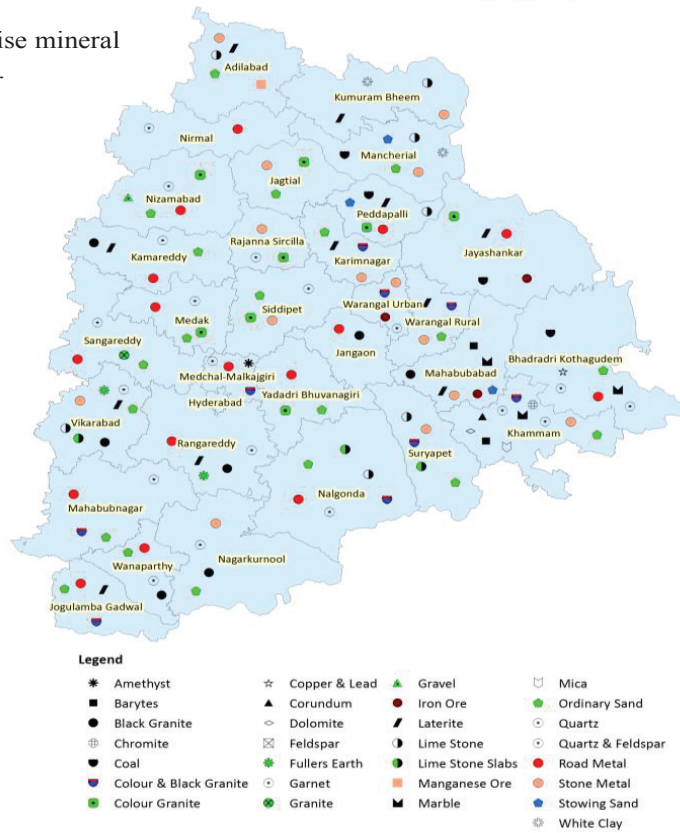 ise mineral
Adilabad
Kumuram Bheem
Nirmal
Mancherial
Jagtial
Nizamabad
Peddapalli
Rajanna Sircilla
Jayashankar
Kamareddy
Karimnagar
Siddipet
Warangal Urban
Medak
Warangal Rural
Sangareddy
Jangaon
Bhadradri Kothagudem
Medchal-Malkajgiri
Mahabubabad
Hyderabad
Yadadri Bhuvanagiri
Vikarabad
Khammam
Rangareddy
Suryapet
Nalgonda
Mahabubnagar
Nagarkurnool
Wanaparthy
Jogulamba Gadwal
Legend
Amethyst
Barytes
Black Granite
Chromite
Coal
Colour & Black Granite
Colour Granite
Copper & Lead
Corundum
Dolomite
Feldspar
Fullers Earth
Garnet
Granite
Gravel
Iron Ore
Laterite
Lime Stone
Lime Stone Slabs
Manganese Ore
Marble
Mica
Ordinary Sand
Quartz
Quartz & Feldspar
Road Metal
Stone Metal
Stowing Sand
White Clay